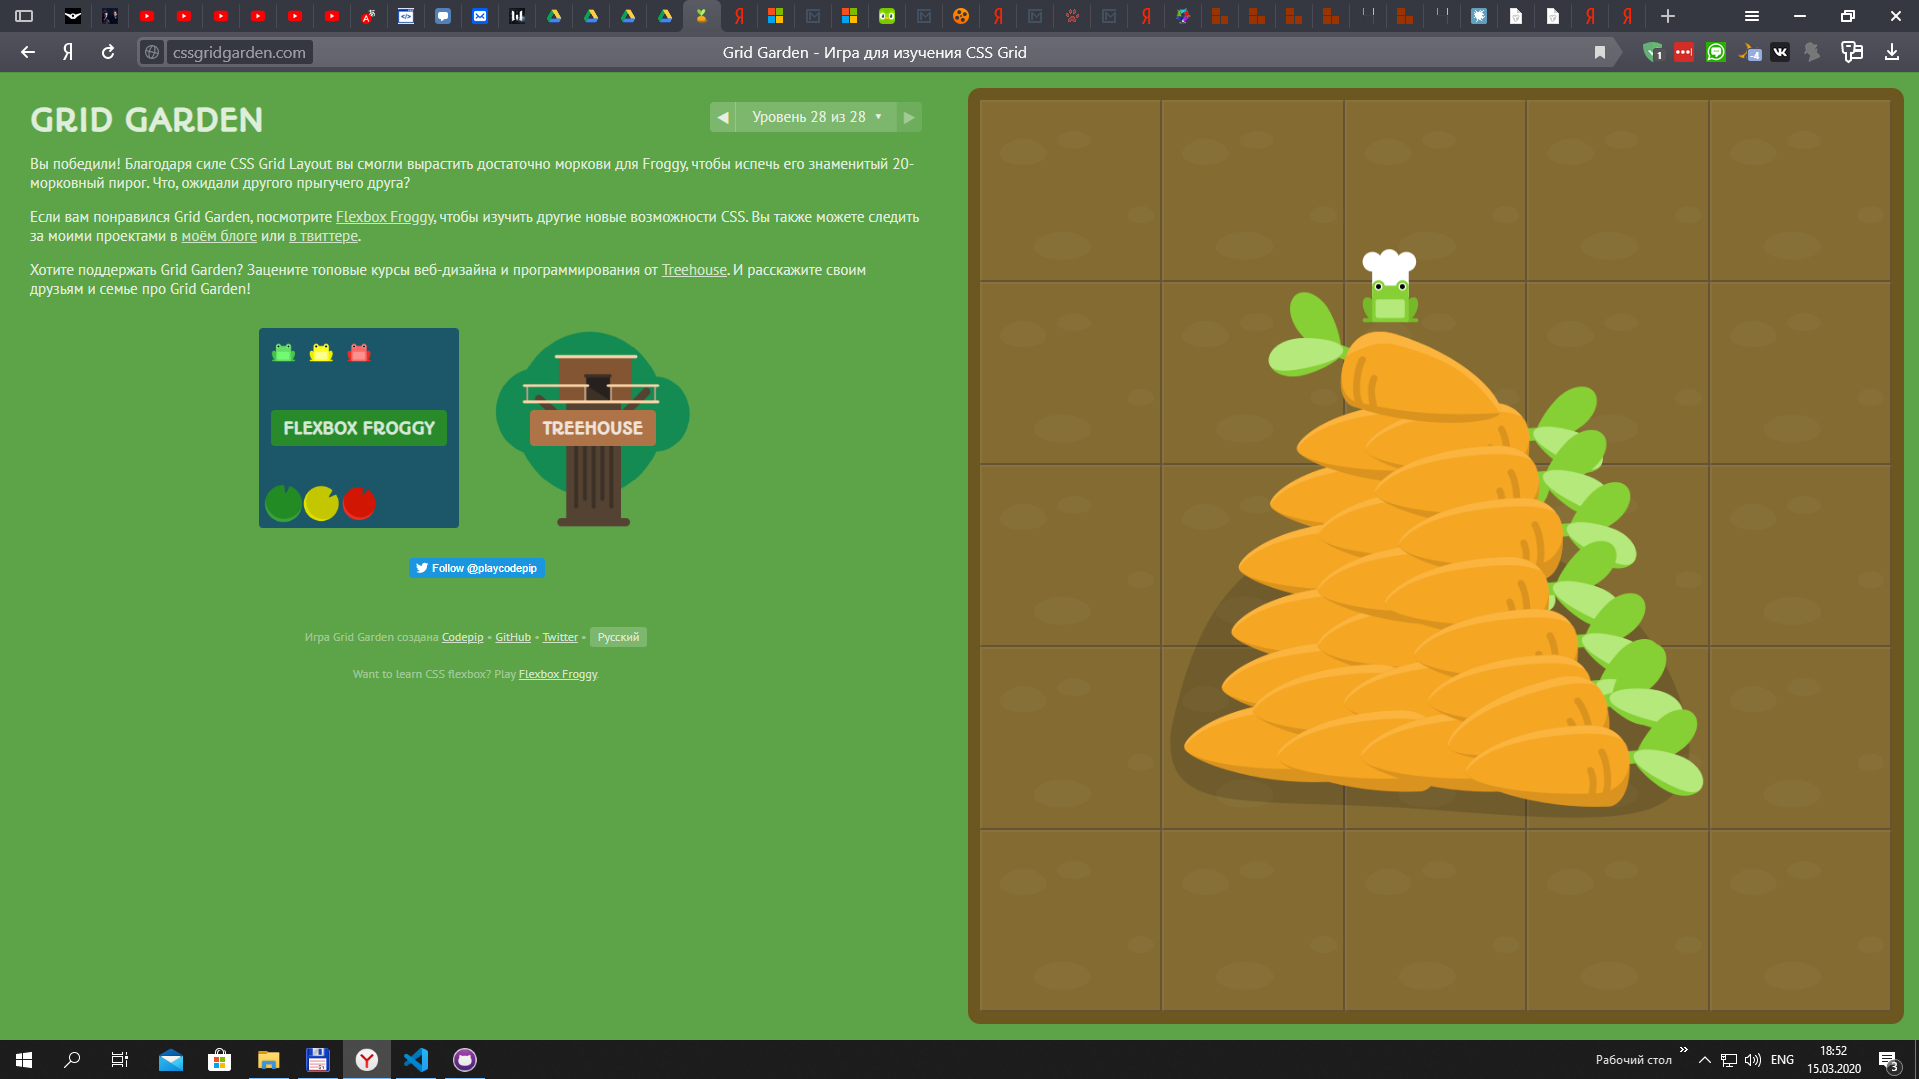 cssgridgarden.com
Grid Garden - Игра для изучения CSS Grid
1
-4
GRID GARDEN
Уровень 28 из 28
Вы победили! Благодаря силе CSS Grid Layout вы смогли вырастить достаточно моркови для Froggy, чтобы испечь его знаменитый 20-
морковный пирог. Что, ожидали другого прыгучего друга?
Если вам понравился Grid Garden, посмотрите Flexbox Froggy, чтобы изучить другие новые возможности CSS. Вы также можете следить
за моими проектами в моём блоге или в твиттере.
Хотите поддержать Grid Garden? Зацените топовые курсы веб-дизайна и программирования от Treehouse. И расскажите своим
друзьям и семье про Grid Garden!
FLEXBOX FROGGY
TREEHOUSE
Follow @playcodepip
Игра Grid Garden создана Codepip • GitHub • Twitter • Русский
Want to learn CSS flexbox? Play Flexbox Froggy.
Рабочий стол
ENG
18:52
15.03.2020
3